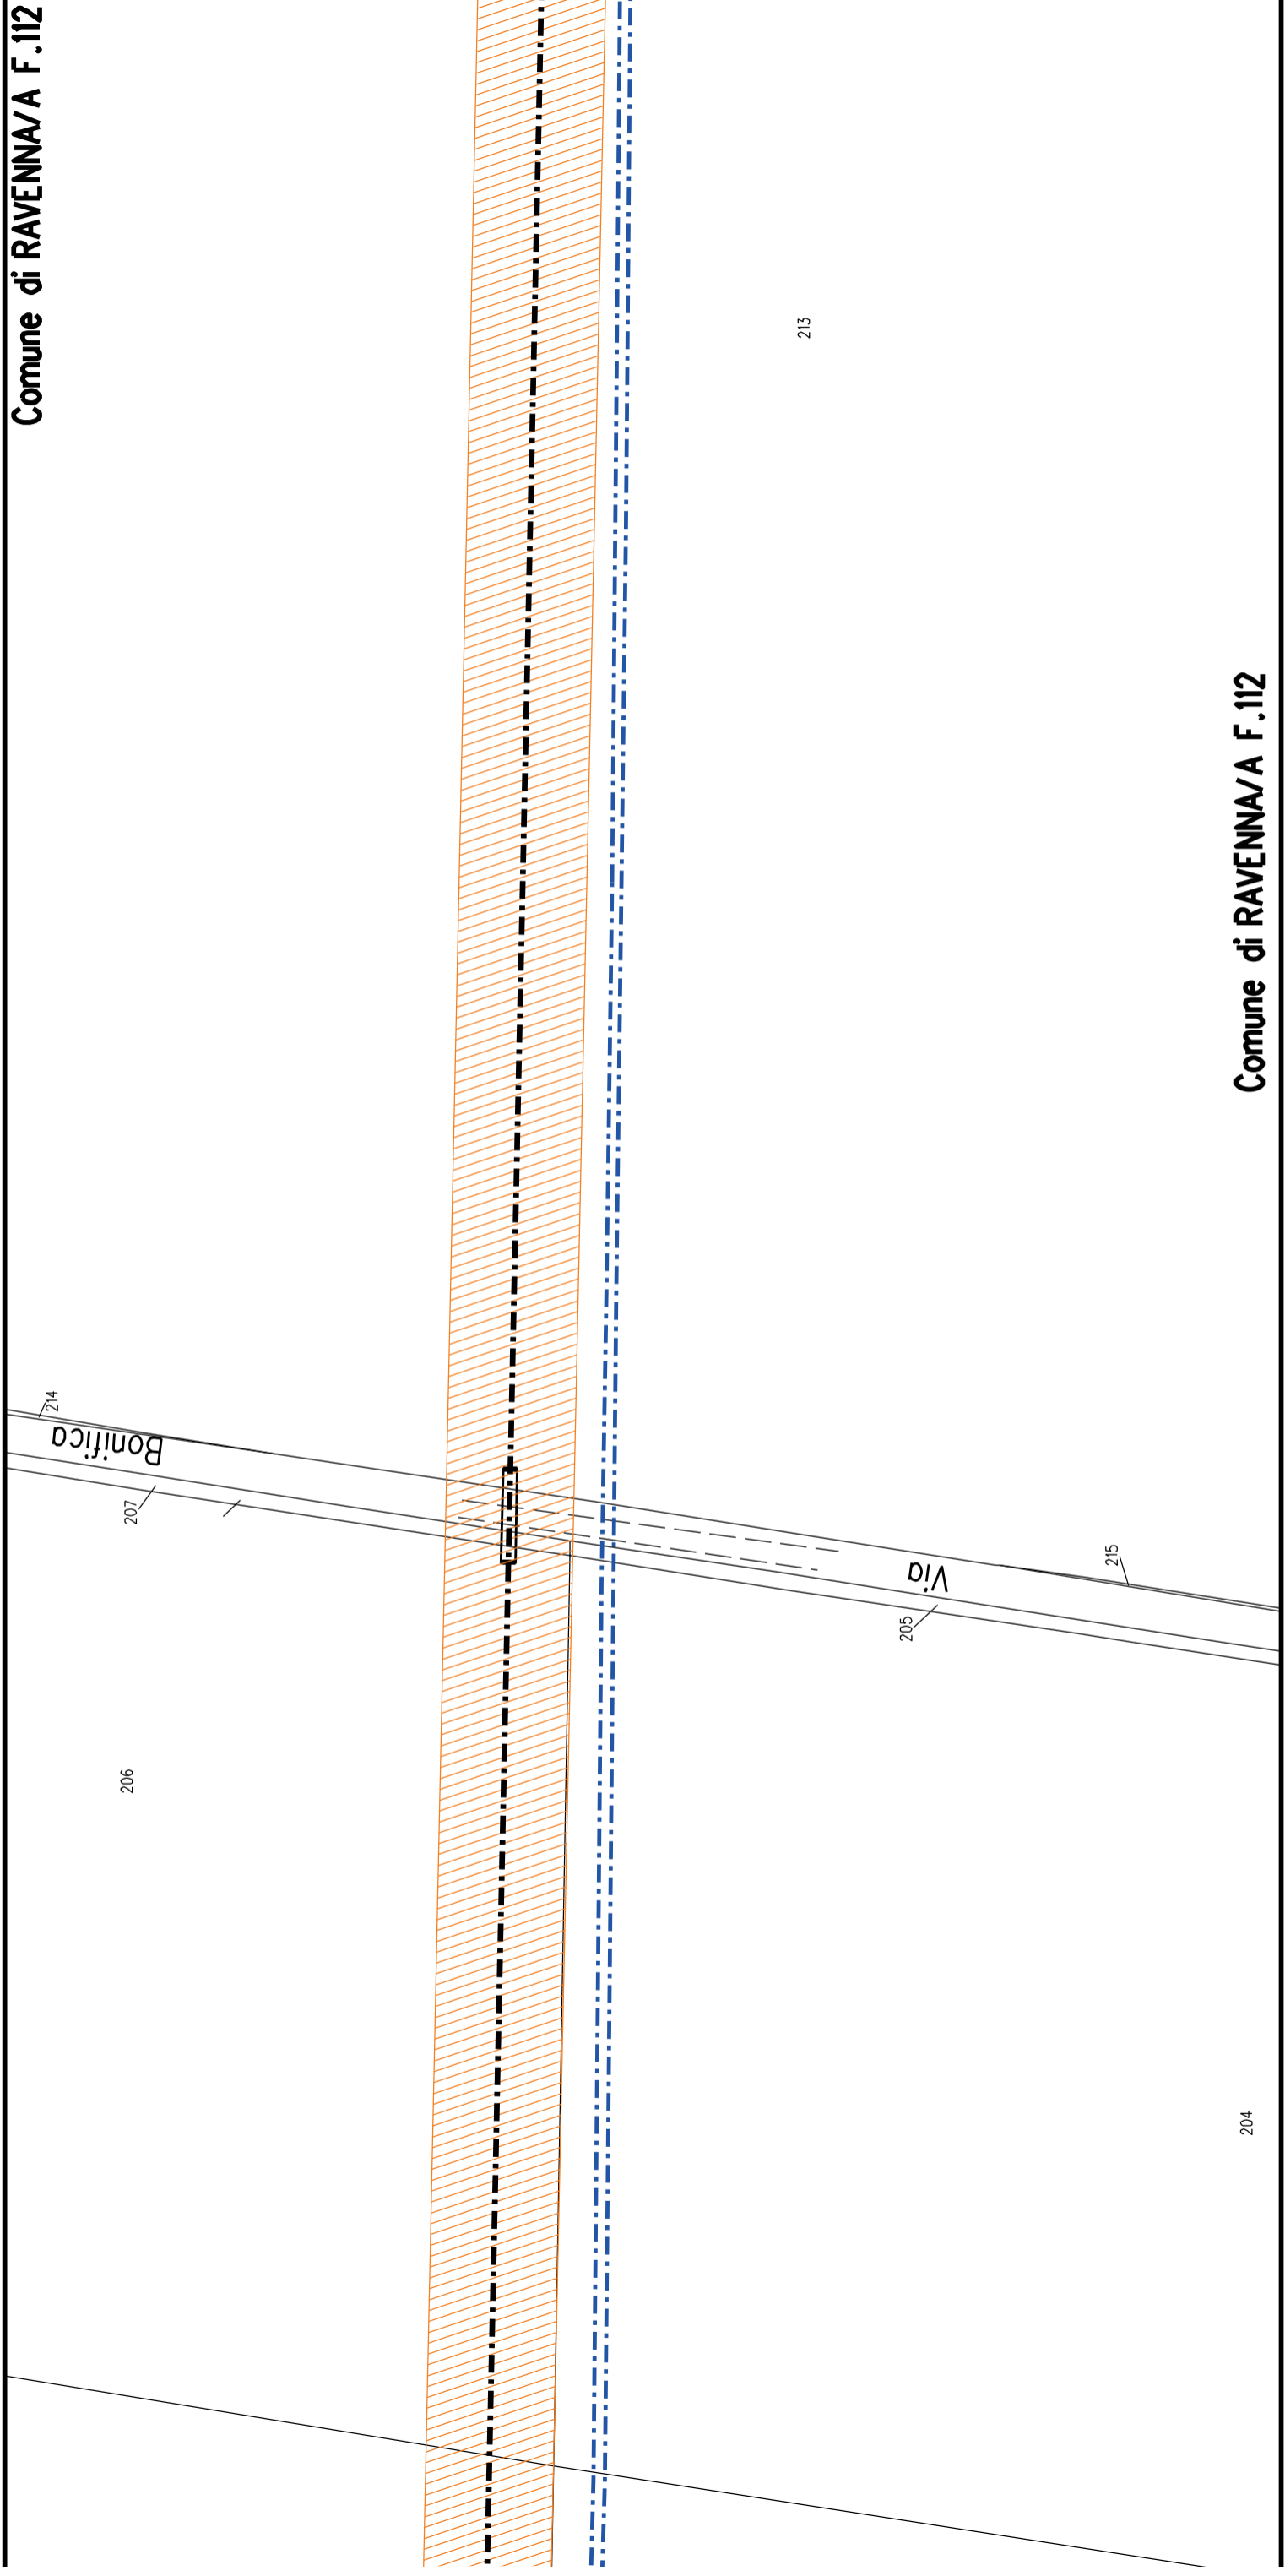 Comune di RAVENNA/A F.112
213
Comune di RAVENNA/A F.112
214
Bonifica
207
215
Via
205
206
204